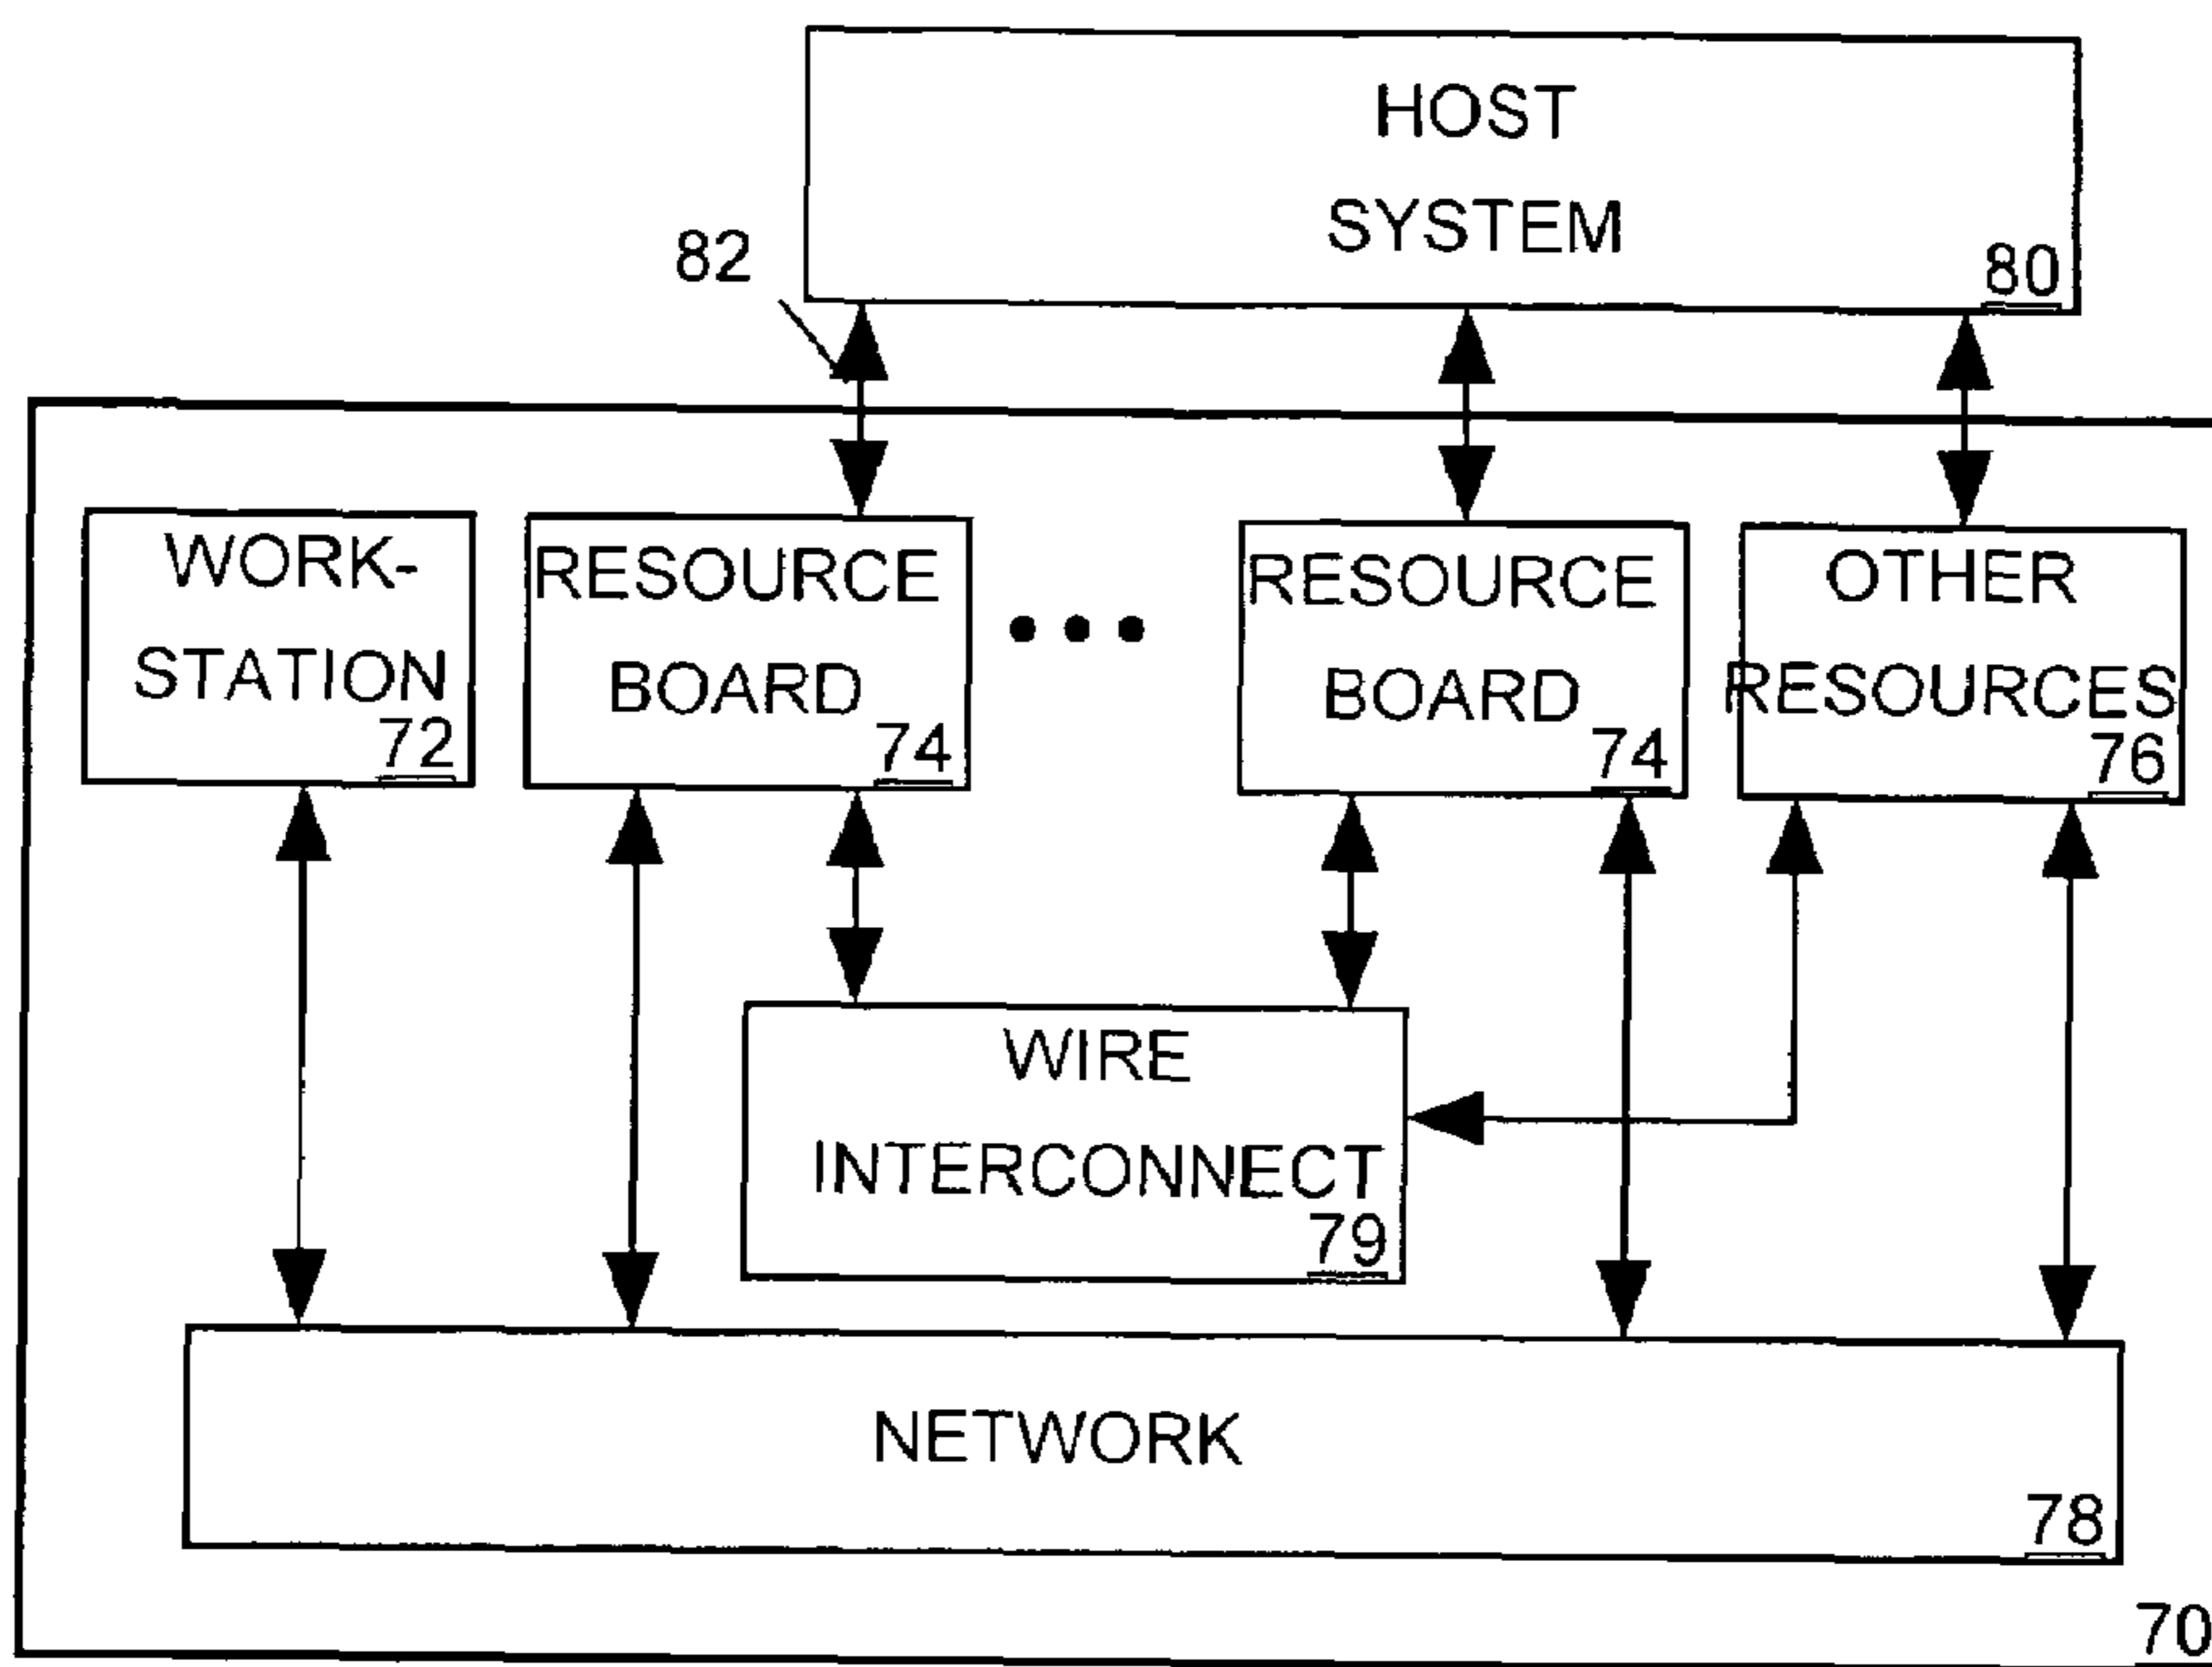 HOST
SYSTEM
80
82
WORK-
STATION
72
RESOURCE
BOARD
74
RESOURCE
BOARD
74
OTHER
RESOURCES
76
WIRE
INTERCONNECT
79
NETWORK
78
70